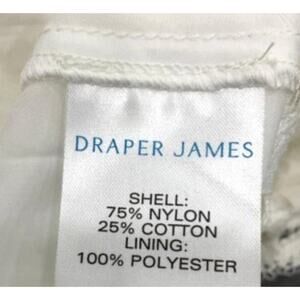 DRAPER JAMES
SHELL:
75% NYLON
25% COTTON
LINING:
100% POLYESTER